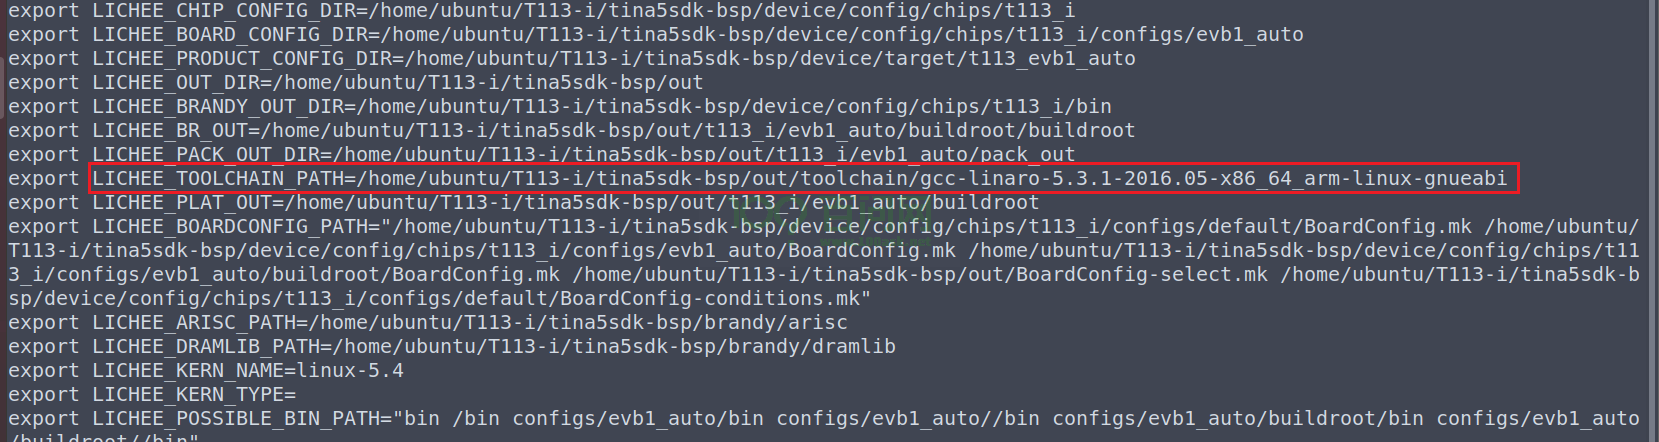 export LICHEE_CHIP_CONFIG_DIR=/home/ubuntu/T113-i/tina5sdk-bsp/device/config/chips/t113_i
export LICHEE_BOARD_CONFIG_DIR=/home/ubuntu/T113-i/tina5sdk-bsp/device/config/chips/t113_i/configs/evb1_auto
export LICHEE_PRODUCT_CONFIG_DIR=/home/ubuntu/T113-i/tina5sdk-bsp/device/target/t113_evb1_auto
export LICHEE_OUT_DIR=/home/ubuntu/T113-i/tina5sdk-bsp/out
export LICHEE_BRANDY_OUT_DIR=/home/ubuntu/T113-i/tina5sdk-bsp/device/config/chips/t113_i/bin
export LICHEE_BR_OUT=/home/ubuntu/T113-i/tina5sdk-bsp/out/t113_i/evb1_auto/buildroot/buildroot
export LICHEE_PACK_OUT_DIR=/home/ubuntu/T113-i/tina5sdk-bsp/out/t113_i/evb1_auto/pack_out
export LICHEE_TOOLCHAIN_PATH=/home/ubuntu/T113-i/tina5sdk-bsp/out/toolchain/gcc-linaro-5.3.1-2016.05-x86_64_arm-linux-gnueabi
export LICHEE_PLAT_OUT=/home/ubuntu/T113-i/tina5sdk-bsp/out/t113_i/evb1_auto/buildroot
export LICHEE_BOARDCONFIG_PATH="/home/ubuntu/T113-i/tina5sdk-bsp/device/config/chips/t113_i/configs/default/BoardConfig.mk /home/ubuntu/
T113-i/tina5sdk-bsp/device/config/chips/t113_i/configs/evb1_auto/BoardConfig.mk /home/ubuntu/T113-i/tina5sdk-bsp/device/config/chips/t11
3_i/configs/evb1_auto/buildroot/BoardConfig.mk /home/ubuntu/T113-i/tina5sdk-bsp/out/BoardConfig-select.mk /home/ubuntu/T113-i/tina5sdk-b
sp/device/config/chips/t113_i/configs/default/BoardConfig-conditions.mk"
export LICHEE_ARISC_PATH=/home/ubuntu/T113-i/tina5sdk-bsp/brandy/arisc
export LICHEE_DRAMLIB_PATH=/home/ubuntu/T113-i/tina5sdk-bsp/brandy/dramlib
export LICHEE_KERN_NAME=linux-5.4
export LICHEE_KERN_TYPE=
export LICHEE_POSSIBLE_BIN_PATH="bin /bin configs/evb1_auto/bin configs/evb1_auto//bin configs/evb1_auto/buildroot/bin configs/evb1_auto
/buildroot//bin"